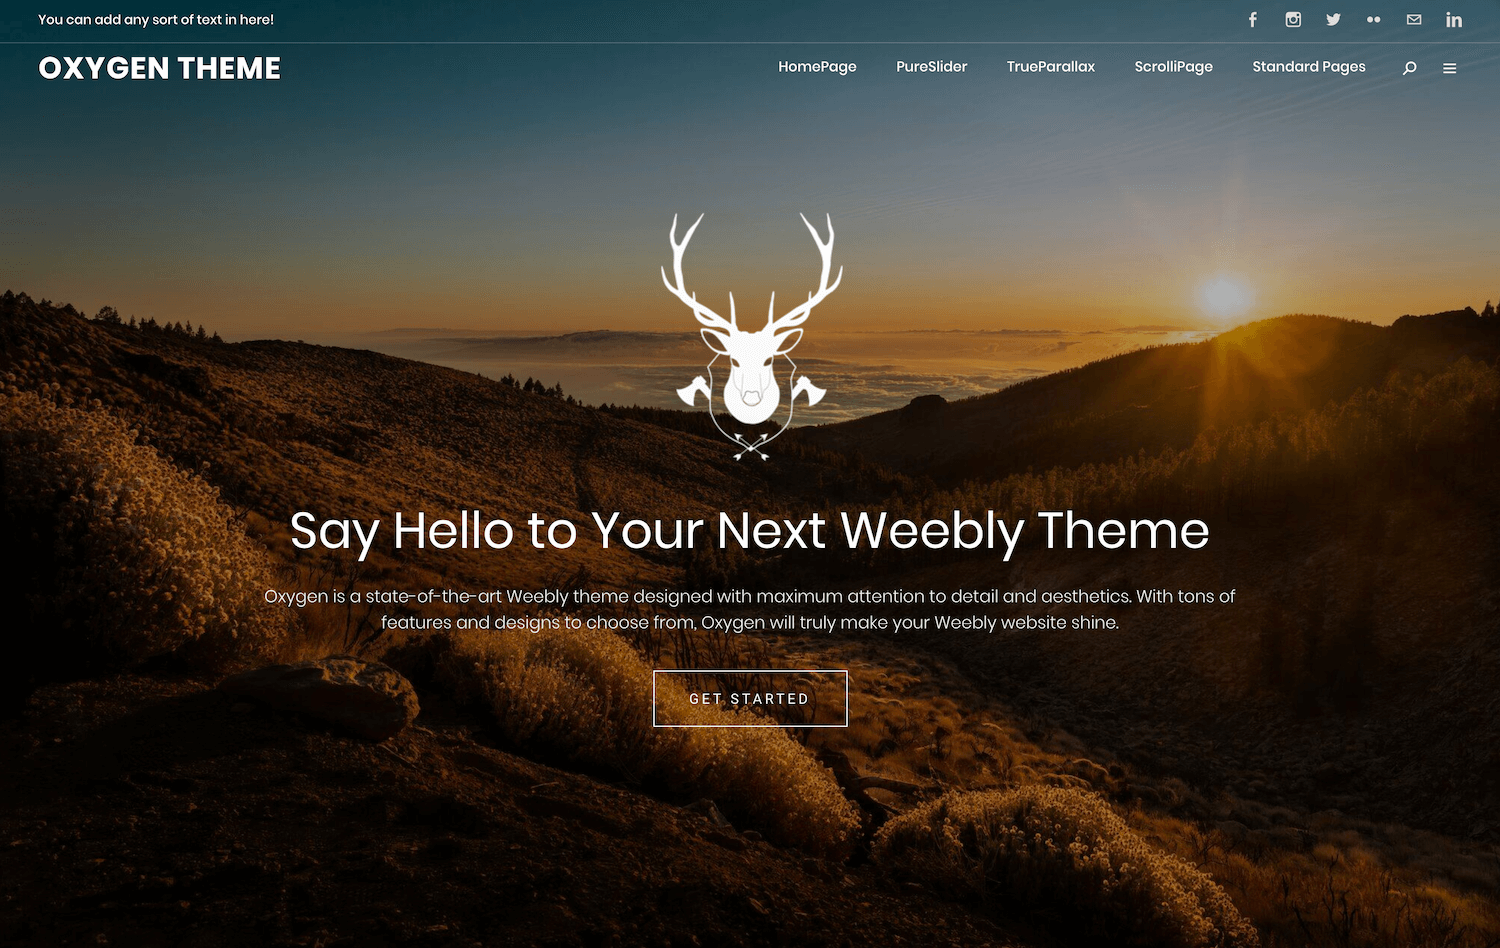 You can add any sort of text in here!
OXYGEN THEME
HomePage PureSlider TrueParallax ScrolliPage Standard Pages
Say Hello to Your Next Weebly Theme
Oxygen is a state-of-the-art Weebly theme designed with maximum attention to detail and aesthetics. With tons of
features and designs to choose from, Oxygen will truly make your Weebly website shine.
GET STARTED